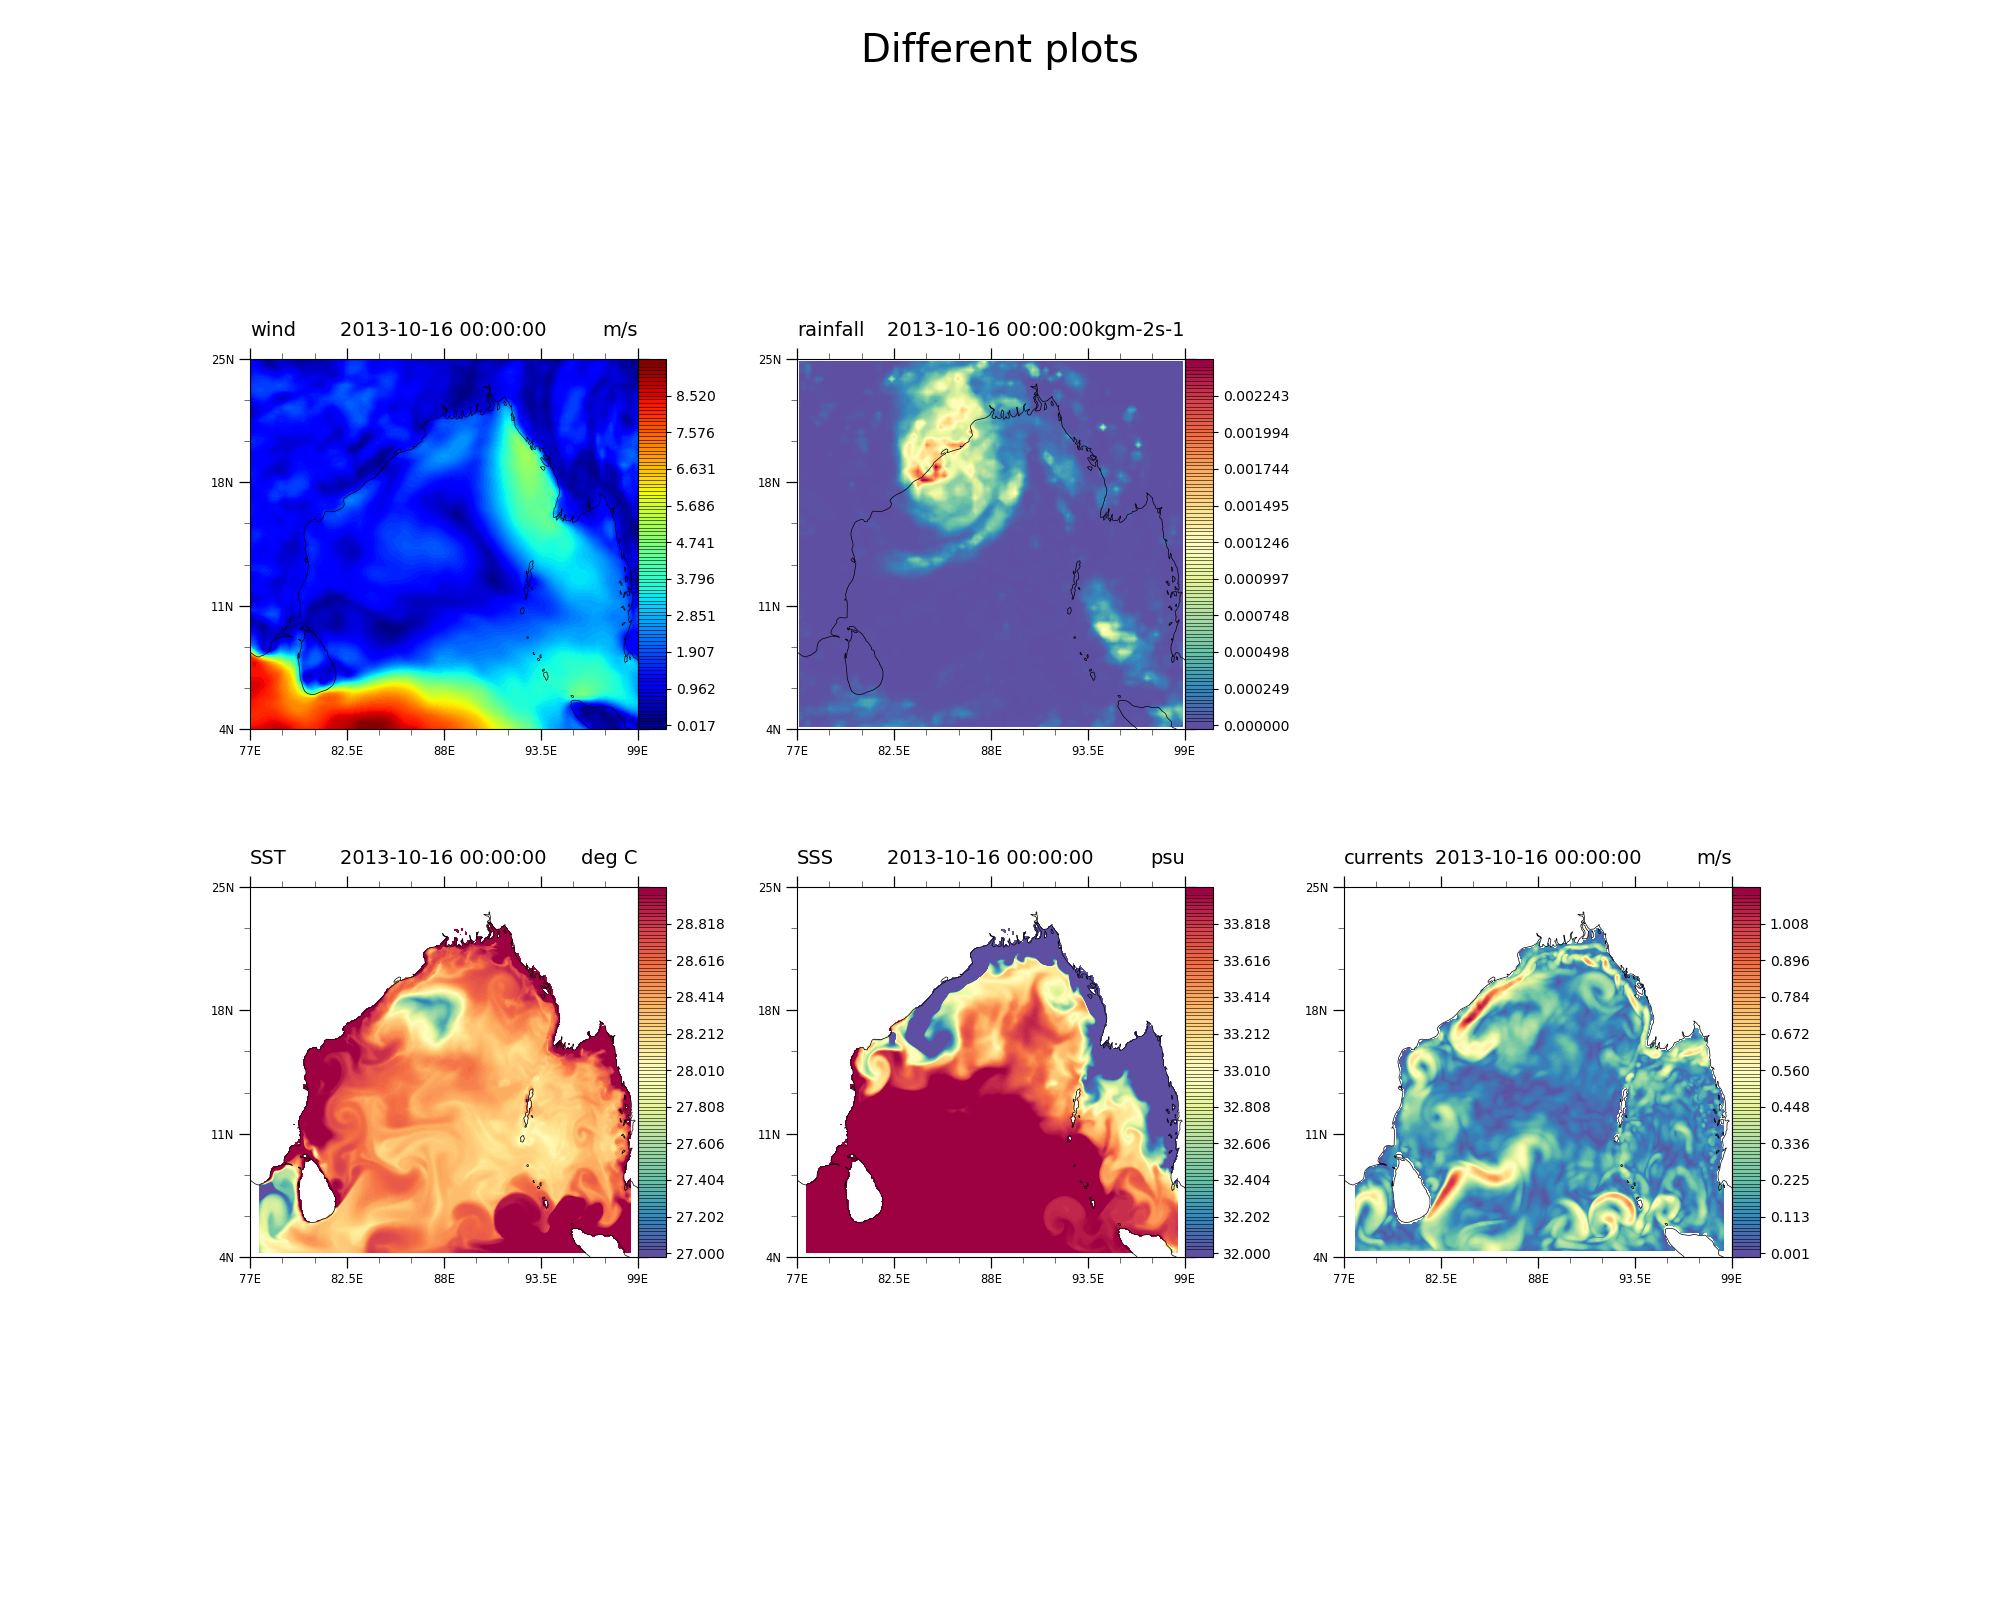 Different plots
wind 2013-10-16 00:00:00 m/s
25N
18N
11N
4N
77E 82.5E 88E 93.5E 99E
8.520
7.576
6.631
5.686
4.741
3.796
2.851
1.907
0.962
0.017
rainfall 2013-10-16 00:00:00kgm-2s-1
25N
18N
11N
4N
77E 82.5E 88E 93.5E 99E
0.002243
0.001994
0.001744
0.001495
0.001246
0.000997
0.000748
0.000498
0.000249
0.000000
SST 2013-10-16 00:00:00 deg C
25N
18N
11N
4N
77E 82.5E 88E 93.5E 99E
28.818
28.616
28.414
28.212
28.010
27.808
27.606
27.404
27.202
27.000
SSS 2013-10-16 00:00:00 psu
25N
18N
11N
4N
77E 82.5E 88E 93.5E 99E
33.818
33.616
33.414
33.212
33.010
32.808
32.606
32.404
32.202
32.000
currents 2013-10-16 00:00:00 m/s
25N
18N
11N
4N
77E 82.5E 88E 93.5E 99E
1.008
0.896
0.784
0.672
0.560
0.448
0.336
0.225
0.113
0.001